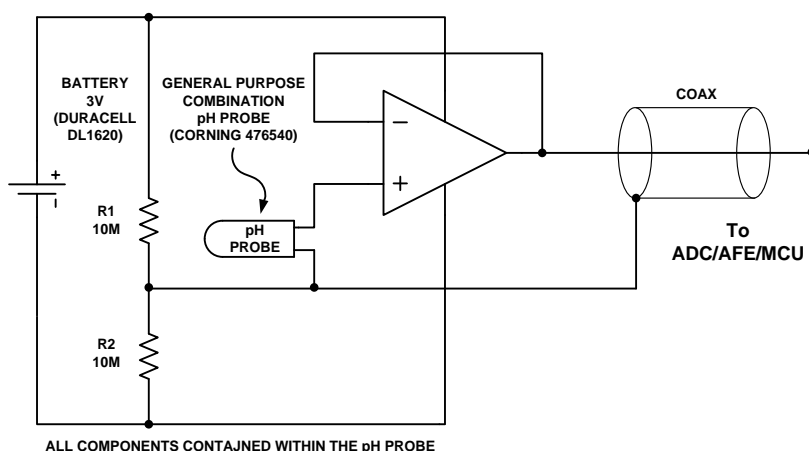 BATTERY
3V
(DURACELL
DL1620)
GENERAL PURPOSE
COMBINATION
pH PROBE
(CORNING 476540)
COAX
+
−
−
+
R1
10M
pH
PROBE
To
ADC/AFE/MCU
R2
10M
ALL COMPONENTS CONTAJNED WITHIN THE pH PROBE